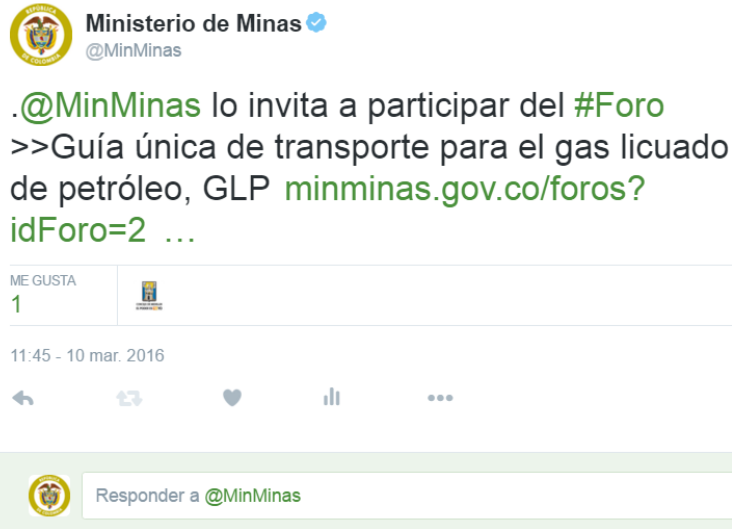 Ministerio de Minas
@MinMinas
.@MinMinas lo invita a participar del #Foro
>>Guía única de transporte para el gas licuado
de petróleo, GLP minminas.gov.co/foros?
idForo=2 …
ME GUSTA
1
11:45 - 10 mar. 2016
Responder a @MinMinas